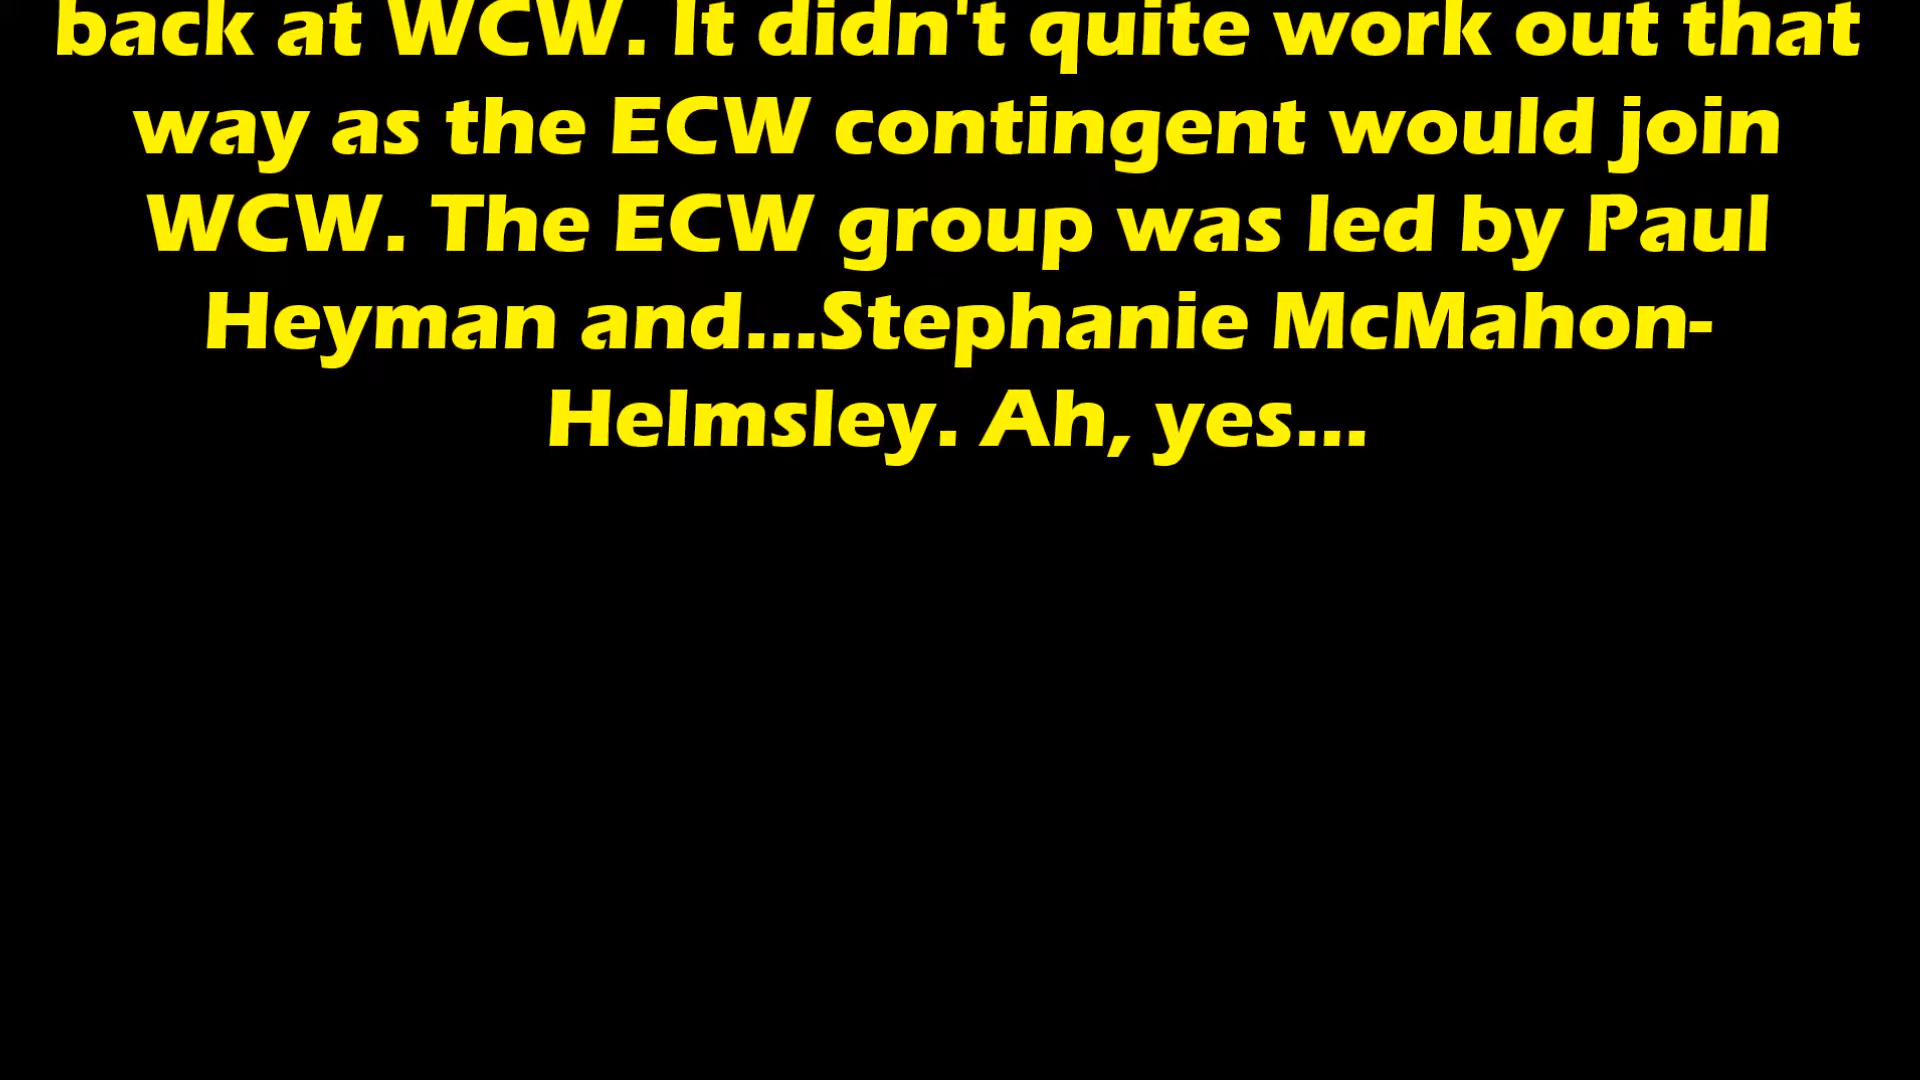 back at WCW. It didn't quite work out that
way as the ECW contingent would join
WCW. The ECW group was led by Paul
Heyman and...Stephanie McMahon-
Helmsley. Ah, yes...